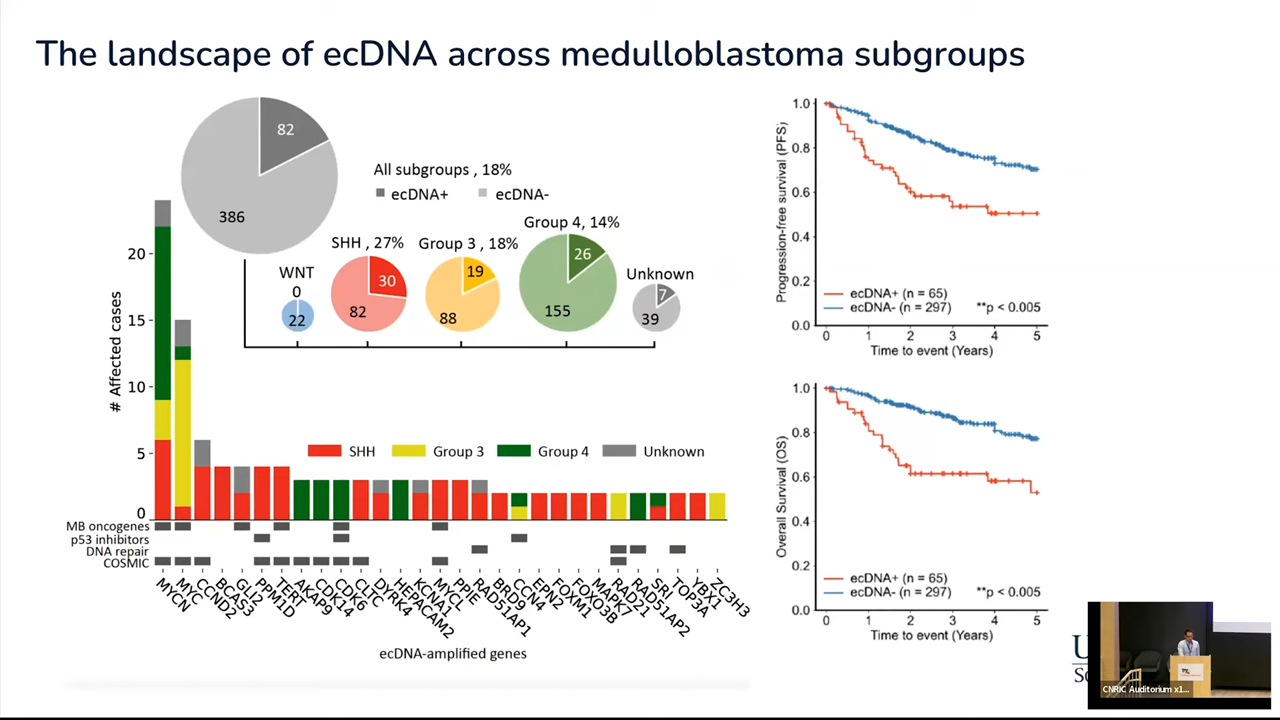 The landscape of ecDNA across medulloblastoma subgroups
82
386
All subgroups , 18%
ecDNA+ ecDNA-
WNT
0
22
SHH , 27%
30
82
Group 3 , 18%
19
88
Group 4, 14%
26
155
Unknown
7
39
# Affected cases
20
15
10
5
0
SHH Group 3 Group 4 Unknown
MB oncogenes
p53 inhibitors
DNA repair
COSMIC
MYCN
MYC
CCND2
BCAS3
GLI2
PPM1D
TERT
AKAP9
CDK14
CDK6
CLTC
DYRK4
HEPACAM2
KCNA1
MYCL
PPIE
RAD51AP1
BRD9
CCN4
EPN2
FOXM1
FOXO3B
MAPK7
RAD21
RAD51AP2
SRI
TOP3A
YBX1
ZC3H3
ecDNA-amplified genes
Progression-free survival (PFS)
1.0
0.8
0.6
0.4
0.2
0.0
ecDNA+ (n = 65)
ecDNA- (n = 297) **p < 0.005
0 1 2 3 4 5
Time to event (Years)
Overall Survival (OS)
1.0
0.8
0.6
0.4
0.2
0.0
ecDNA+ (n = 65)
ecDNA- (n = 297) **p < 0.005
0 1 2 3 4 5
Time to event (Years)
CNRIC Auditorium x1...